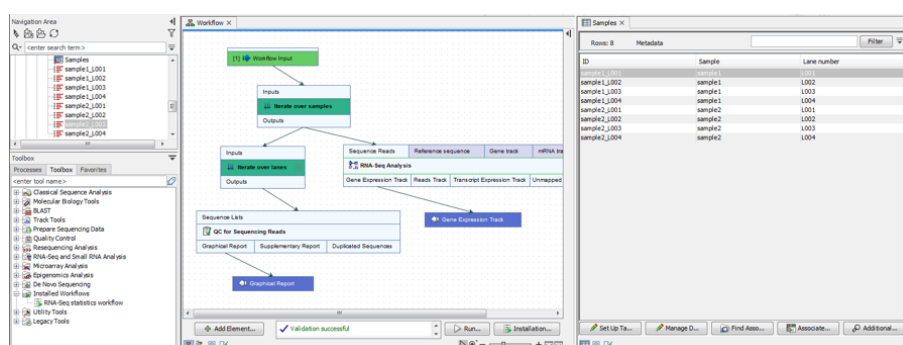 Navigation Area
<enter search term>
Samples
sample1_L001
sample1_L002
sample1_L003
sample1_L004
sample2_L001
sample2_L002
sample2_L003
sample2_L004
Toolbox
Processes Toolbox Favorites
<enter tool name>
Classical Sequence Analysis
Molecular Biology Tools
BLAST
Track Tools
Prepare Sequencing Data
Quality Control
Resequencing Analysis
RNA-Seq and Small RNA Analysis
Microarray Analysis
Epigenomics Analysis
De Novo Sequencing
Installed Workflows
RNA-Seq statistics workflow
Utility Tools
Legacy Tools
Workflow
[1] Workflow Input
Inputs
Iterate over samples
Outputs
Inputs
Iterate over lanes
Outputs
Sequence Reads Reference sequence Gene track mRNA tra
RNA-Seq Analysis
Gene Expression Track Reads Track Transcript Expression Track Unmapped
Sequence Lists
QC for Sequencing Reads
Graphical Report Supplementary Report Duplicated Sequences
Gene Expression Track
Graphical Report
Add Element... Validation successful Run... Installation...
Samples
Rows: 8 Metadata Filter
ID Sample Lane number
sample1_L001 sample1 L001
sample1_L002 sample1 L002
sample1_L003 sample1 L003
sample1_L004 sample1 L004
sample2_L001 sample2 L001
sample2_L002 sample2 L002
sample2_L003 sample2 L003
sample2_L004 sample2 L004
Set Up Ta... Manage D... Find Asso... Associate... Additional...